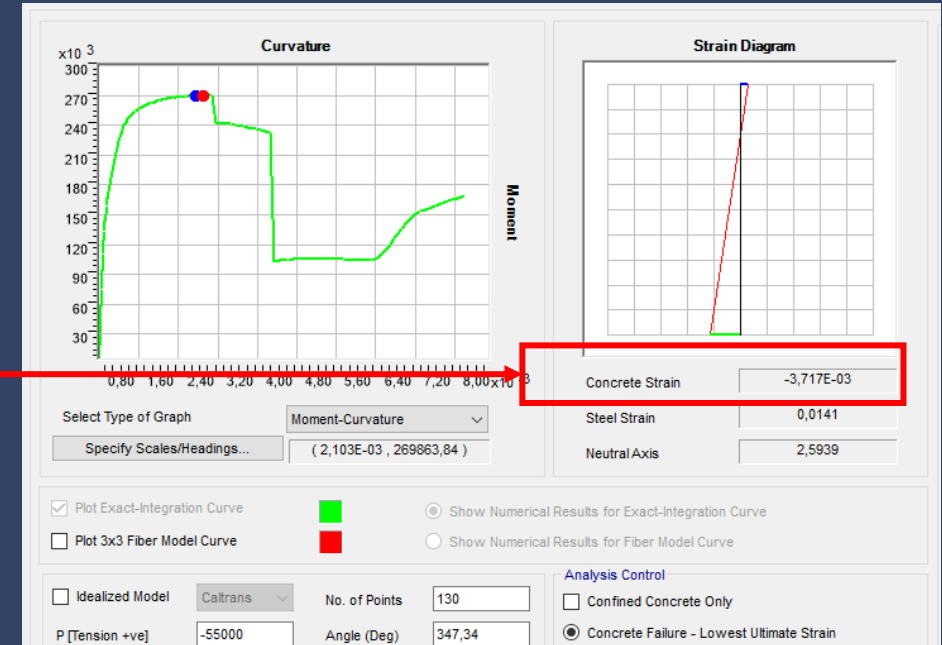 Curvature
x10 3
300
270
240
210
180
150
120
90
60
30
Moment
0,80 1,60 2,40 3,20 4,00 4,80 5,60 6,40 7,20 8,00 x10 -3
Select Type of Graph
Moment-Curvature
Specify Scales/Headings...
( 2,103E-03 , 269863,84 )
Strain Diagram
Concrete Strain
-3,717E-03
Steel Strain
0,0141
Neutral Axis
2,5939
Plot Exact-Integration Curve
Show Numerical Results for Exact-Integration Curve
Plot 3x3 Fiber Model Curve
Show Numerical Results for Fiber Model Curve
Idealized Model
Caltrans
No. of Points
130
P [Tension +ve]
-55000
Angle (Deg)
347,34
Analysis Control
Confined Concrete Only
Concrete Failure - Lowest Ultimate Strain